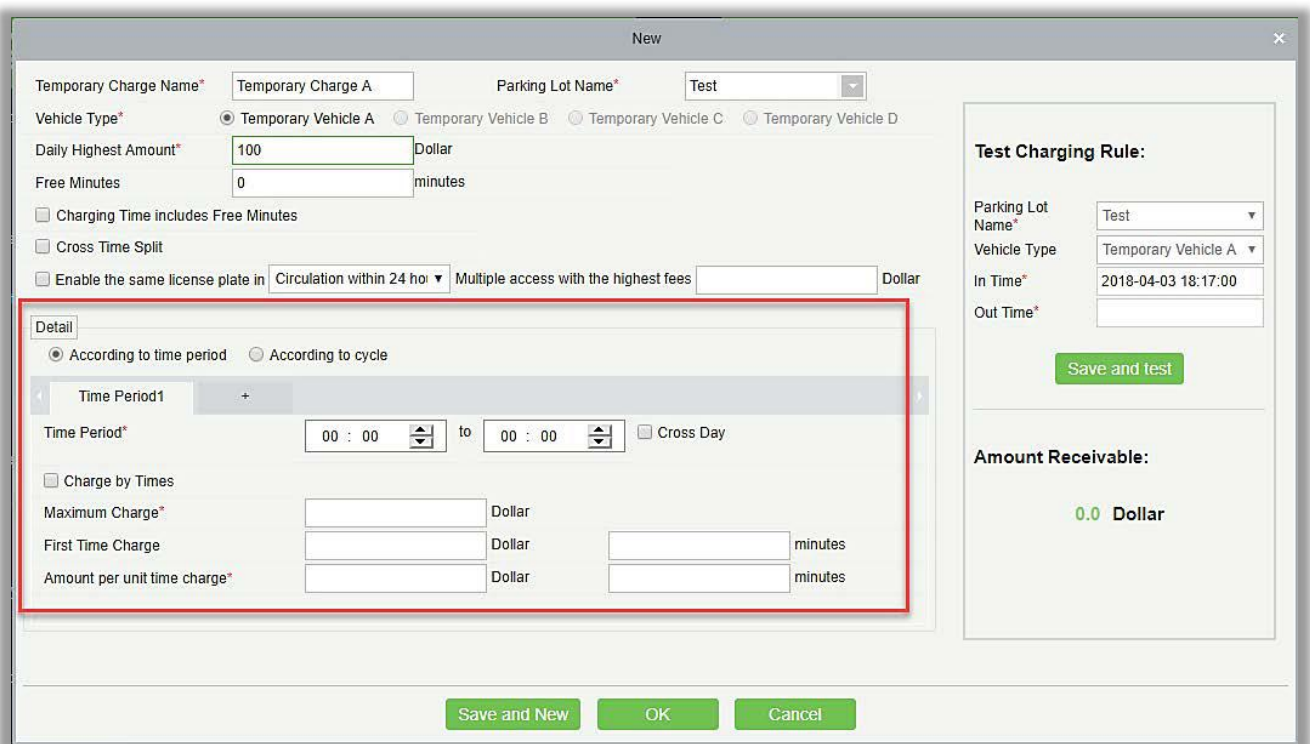 New
Temporary Charge Name* Temporary Charge A Parking Lot Name* Test
Vehicle Type* Temporary Vehicle A Temporary Vehicle B Temporary Vehicle C Temporary Vehicle D
Daily Highest Amount* 100 Dollar
Free Minutes 0 minutes
Charging Time includes Free Minutes
Cross Time Split
Enable the same license plate in Circulation within 24 hou Multiple access with the highest fees Dollar
Detail
According to time period According to cycle
Time Period1 +
Time Period* 00 : 00 to 00 : 00 Cross Day
Charge by Times
Maximum Charge* Dollar
First Time Charge Dollar minutes
Amount per unit time charge* Dollar minutes
Test Charging Rule:
Parking Lot
Name* Test
Vehicle Type Temporary Vehicle A
In Time* 2018-04-03 18:17:00
Out Time*
Save and test
Amount Receivable:
0.0 Dollar
Save and New OK Cancel